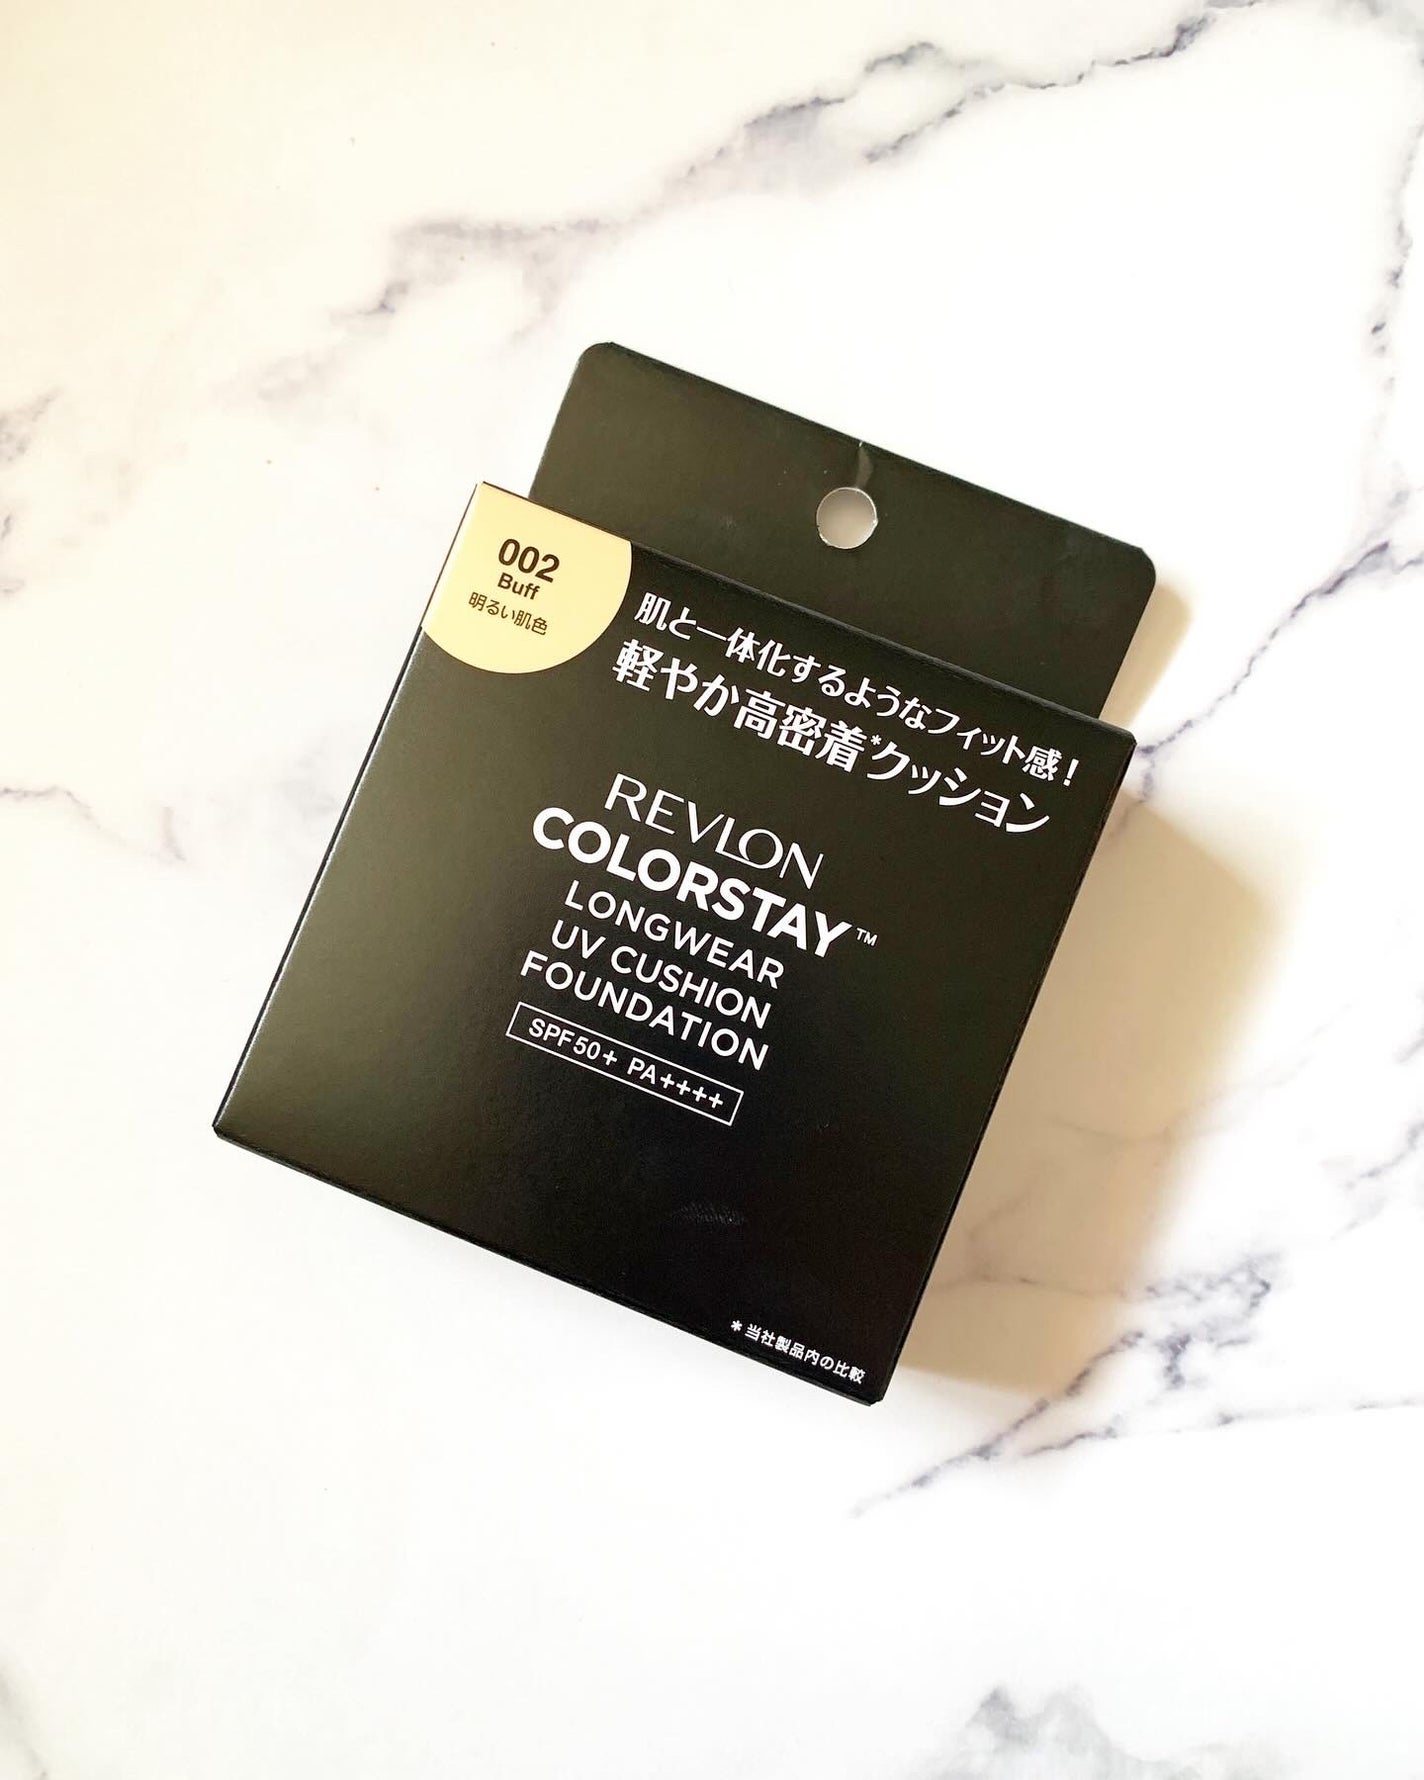 002
Buff
明るい肌色
肌と一体化するようなフィット感！
軽やか高密着*クッション
REVLON
COLORSTAY™
LONGWEAR
UV CUSHION
FOUNDATION
SPF50+ PA++++
*当社製品内の比較